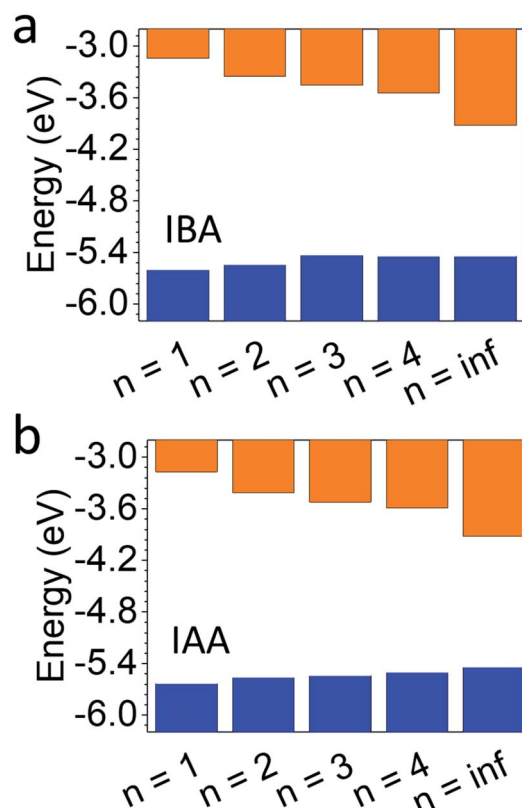 a
Energy (eV)
-3.0
-3.6
-4.2
-4.8
-5.4
-6.0
IBA
n = 1
n = 2
n = 3
n = 4
n = inf
b
Energy (eV)
-3.0
-3.6
-4.2
-4.8
-5.4
-6.0
IAA
n = 1
n = 2
n = 3
n = 4
n = inf